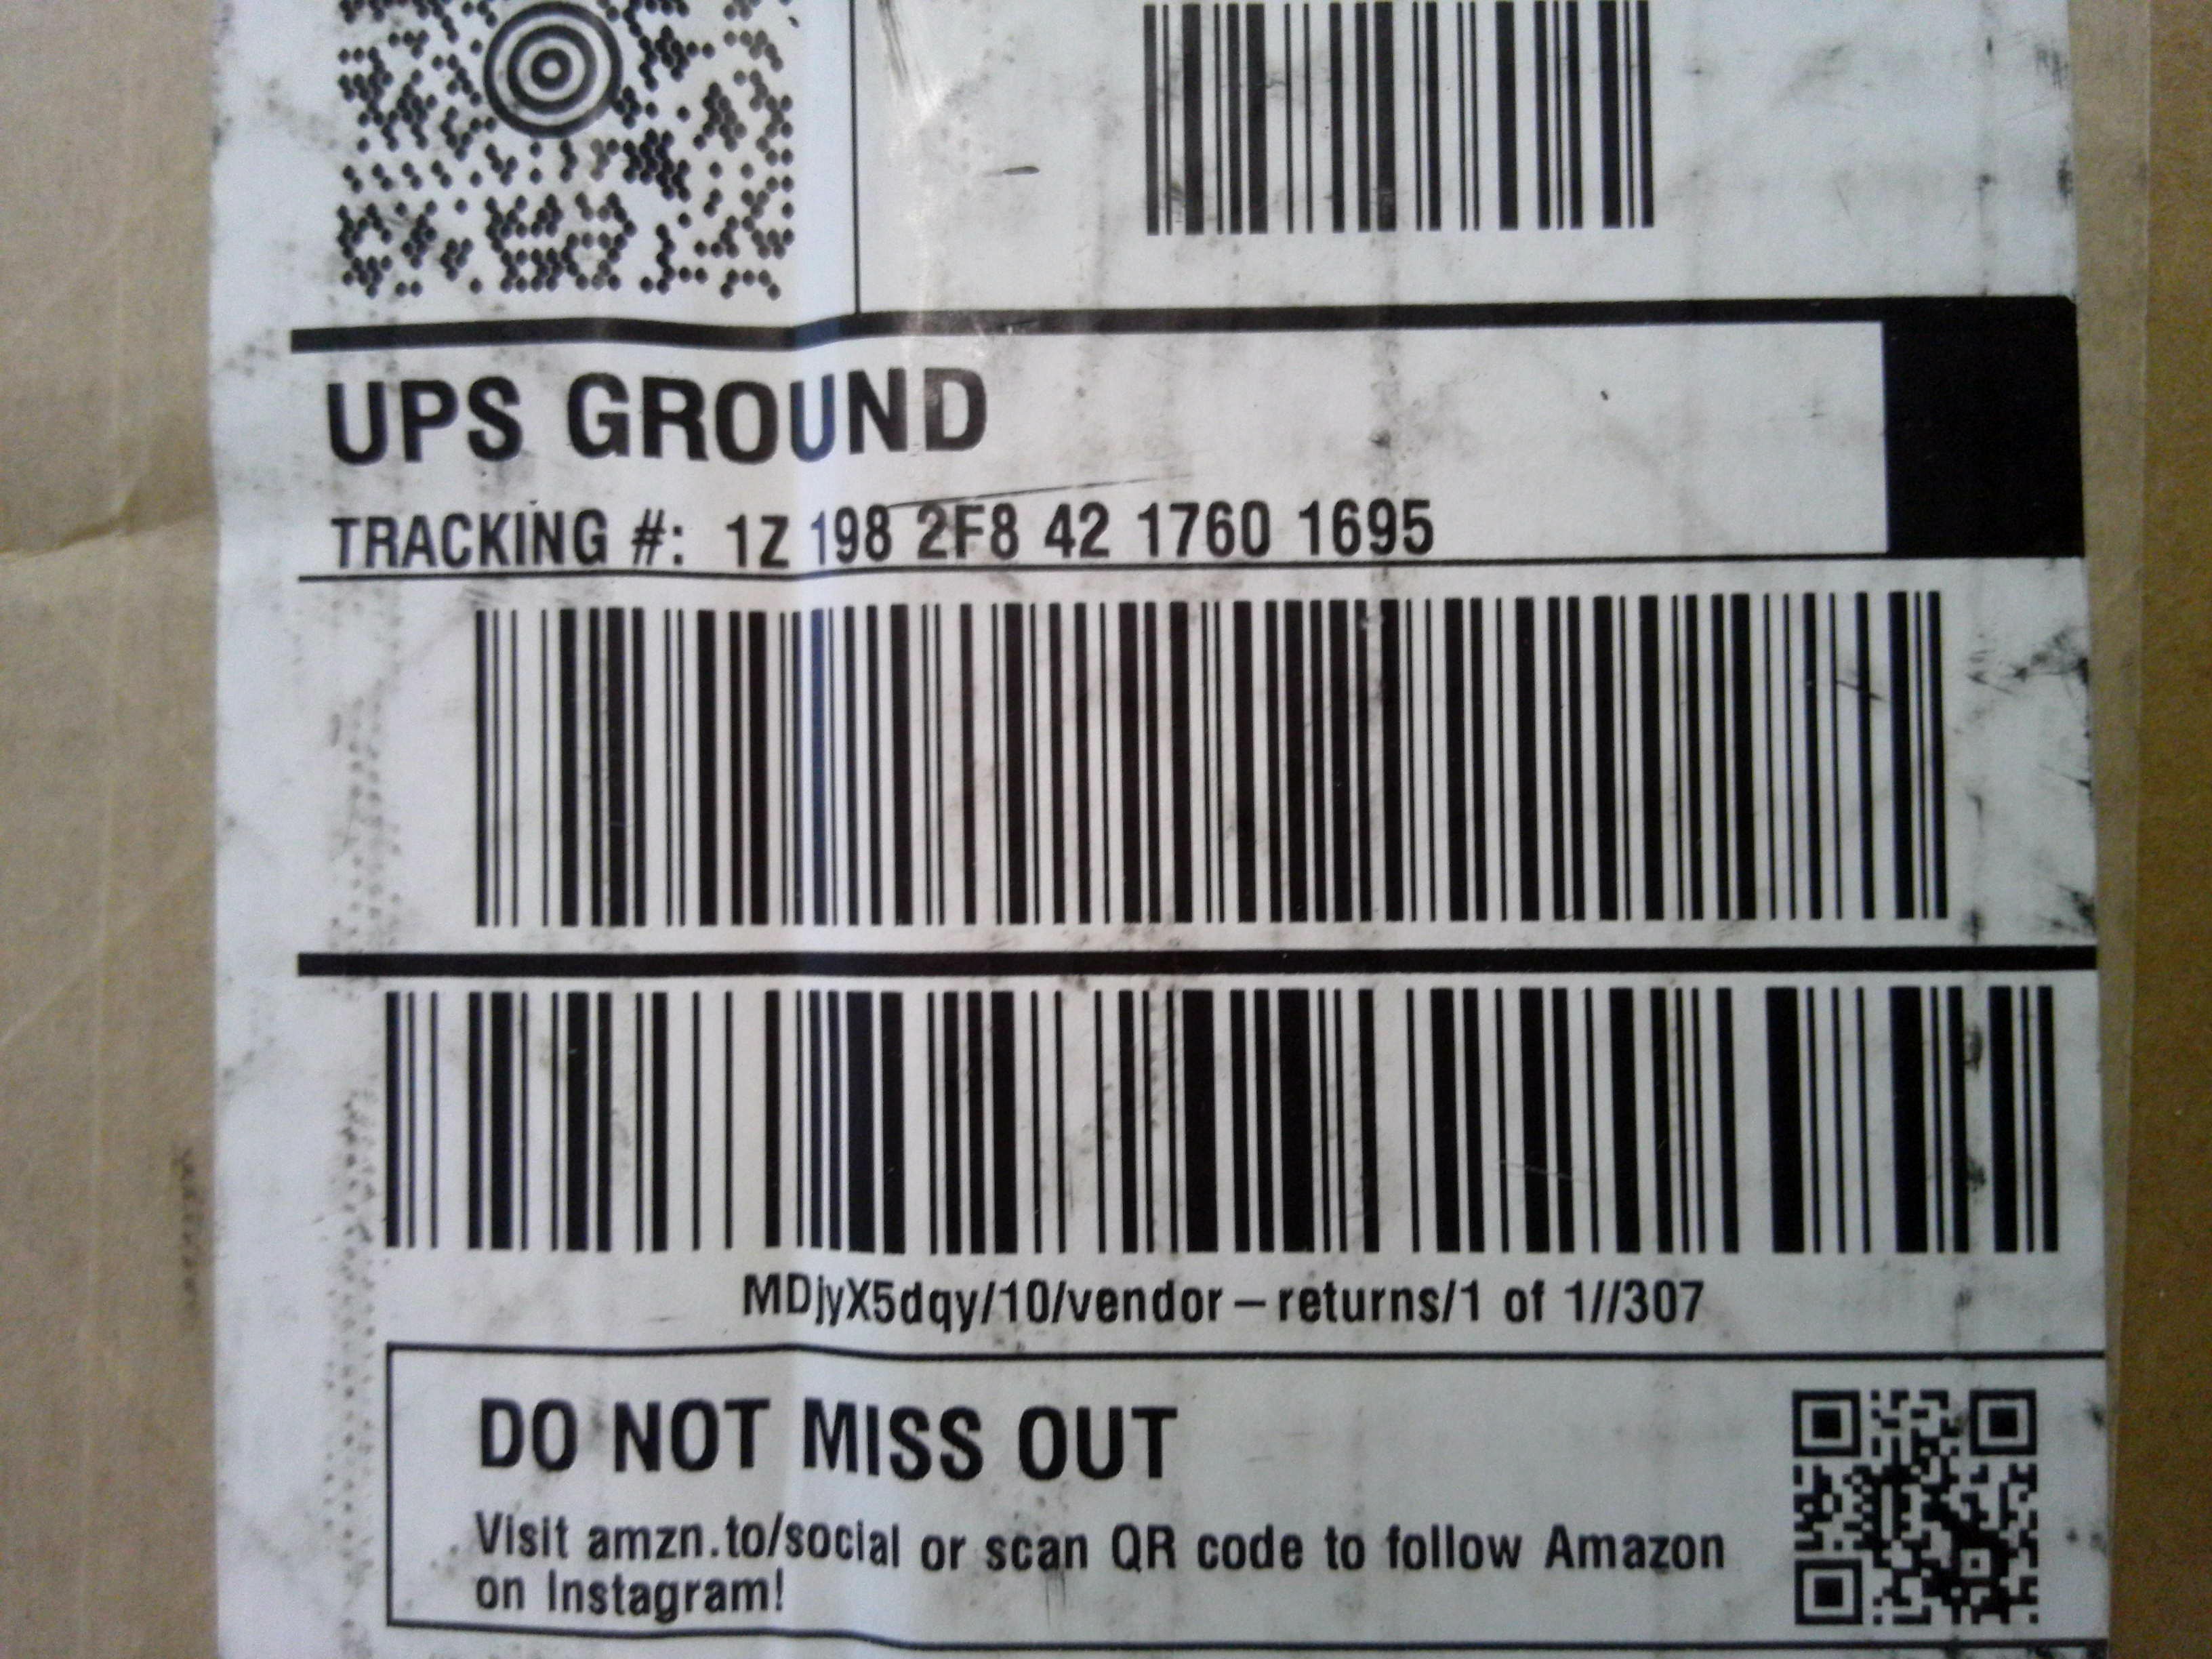 UPS GROUND
TRACKING #: 1Z 198 2F8 42 1760 1695
MDjyX5dqy/10/vendor – returns/1 of 1//307
DO NOT MISS OUT
Visit amzn.to/social or scan QR code to follow Amazon
on Instagram!